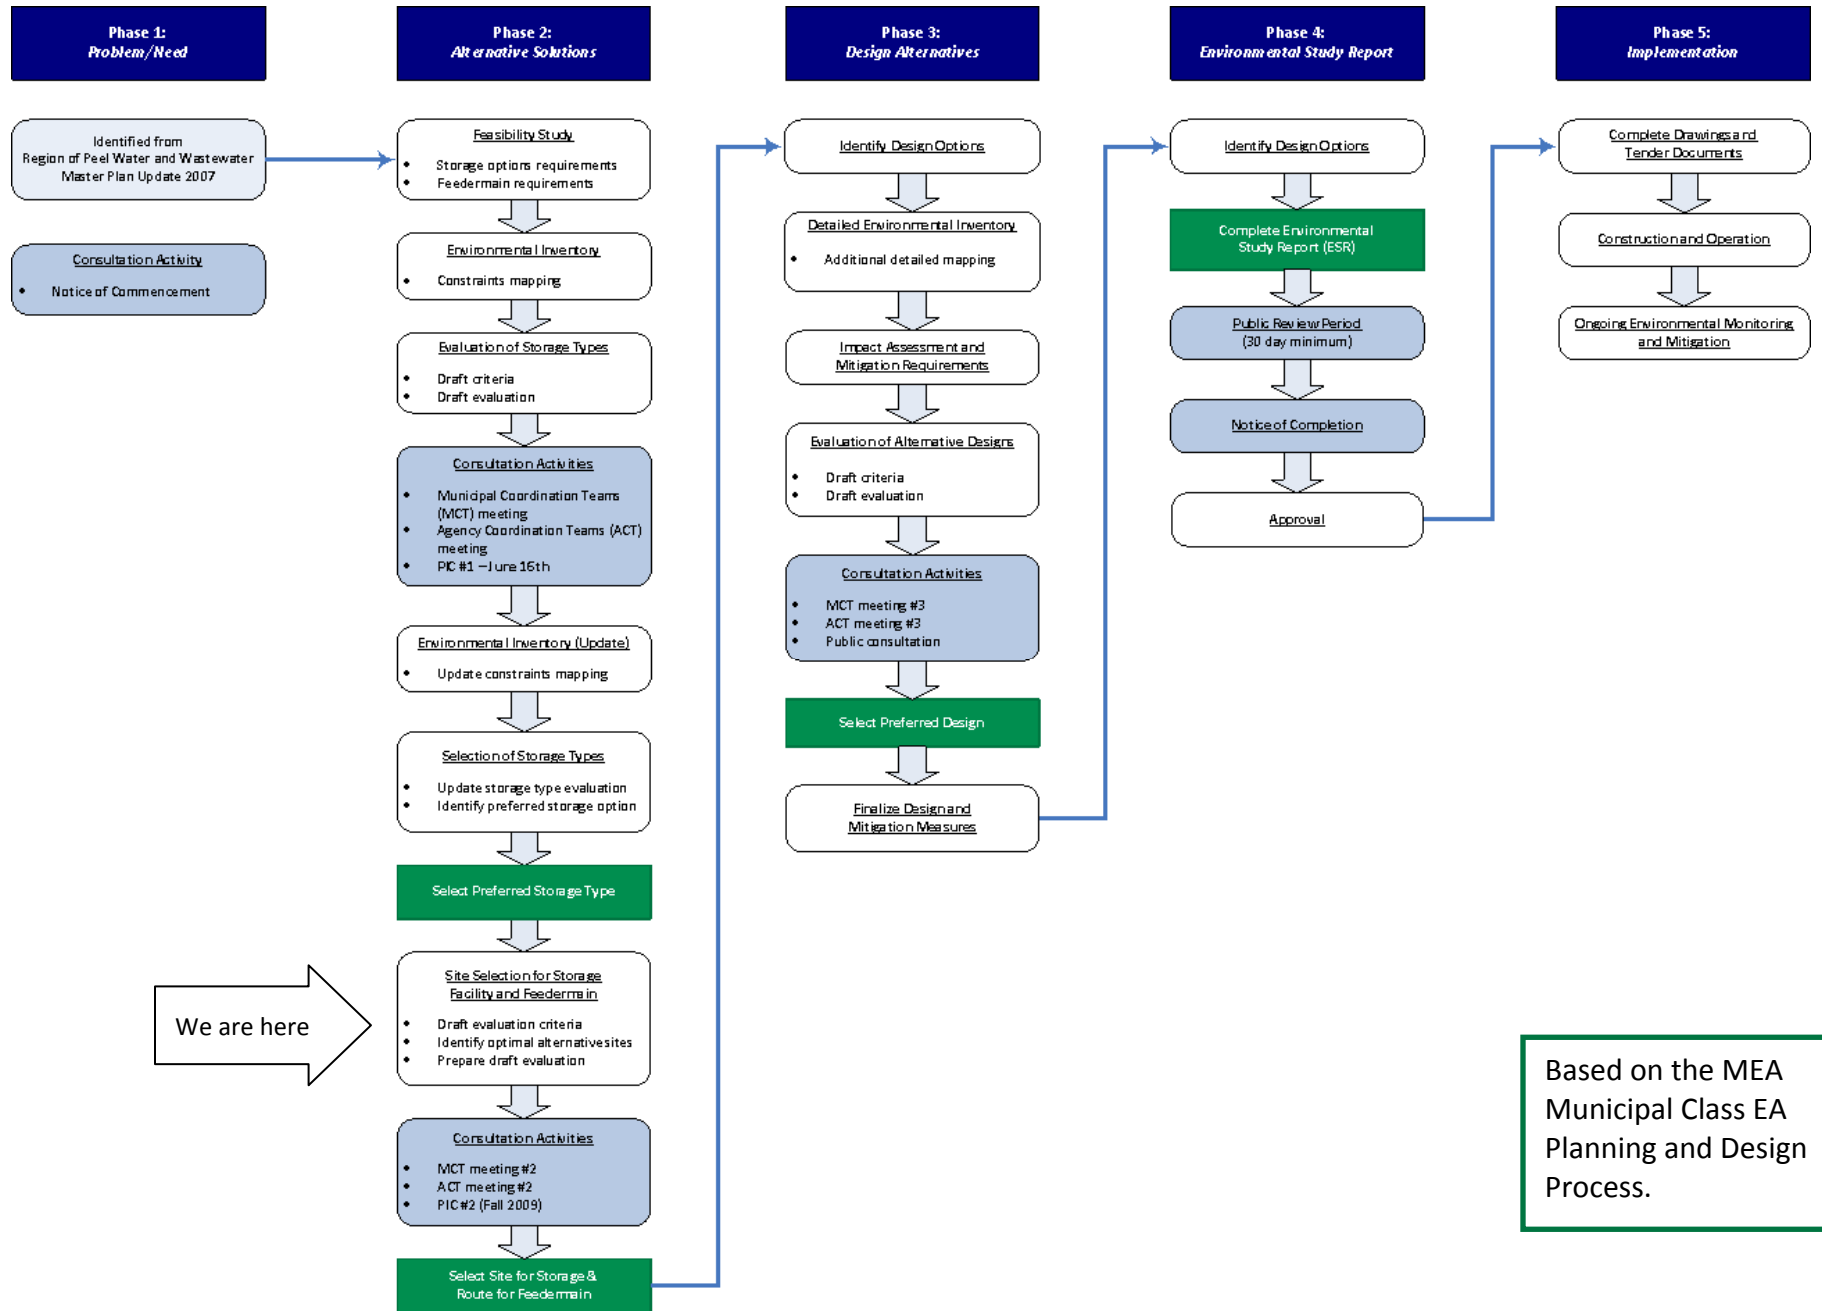 Phase 1:
Problem/Need
Identified from
Region of Peel Water and Wastewater
Master Plan Update 2007
Consultation Activity
• Notice of Commencement
Phase 2:
Alternative Solutions
Feasibility Study
• Storage options requirements
• Feedermain requirements
Environmental Inventory
• Constraints mapping
Evaluation of Storage Types
• Draft criteria
• Draft evaluation
Consultation Activities
• Municipal Coordination Teams
(MCT) meeting
• Agency Coordination Teams (ACT)
meeting
• PIC #1 – June 16th
Environmental Inventory (Update)
• Update constraints mapping
Selection of Storage Types
• Update storage type evaluation
• Identify preferred storage option
Select Preferred Storage Type
We are here
Site Selection for Storage
Facility and Feedermain
• Draft evaluation criteria
• Identify optimal alternative sites
• Prepare draft evaluation
Consultation Activities
• MCT meeting #2
• ACT meeting #2
• PIC #2 (Fall 2009)
Select Site for Storage &
Route for Feedermain
Phase 3:
Design Alternatives
Identify Design Options
Detailed Environmental Inventory
• Additional detailed mapping
Impact Assessment and
Mitigation Requirements
Evaluation of Alternative Designs
• Draft criteria
• Draft evaluation
Consultation Activities
• MCT meeting #3
• ACT meeting #3
• Public consultation
Select Preferred Design
Finalize Design and
Mitigation Measures
Phase 4:
Environmental Study Report
Identify Design Options
Complete Environmental
Study Report (ESR)
Public Review Period
(30 day minimum)
Notice of Completion
Approval
Phase 5:
Implementation
Complete Drawings and
Tender Documents
Construction and Operation
Ongoing Environmental Monitoring
and Mitigation
Based on the MEA
Municipal Class EA
Planning and Design
Process.